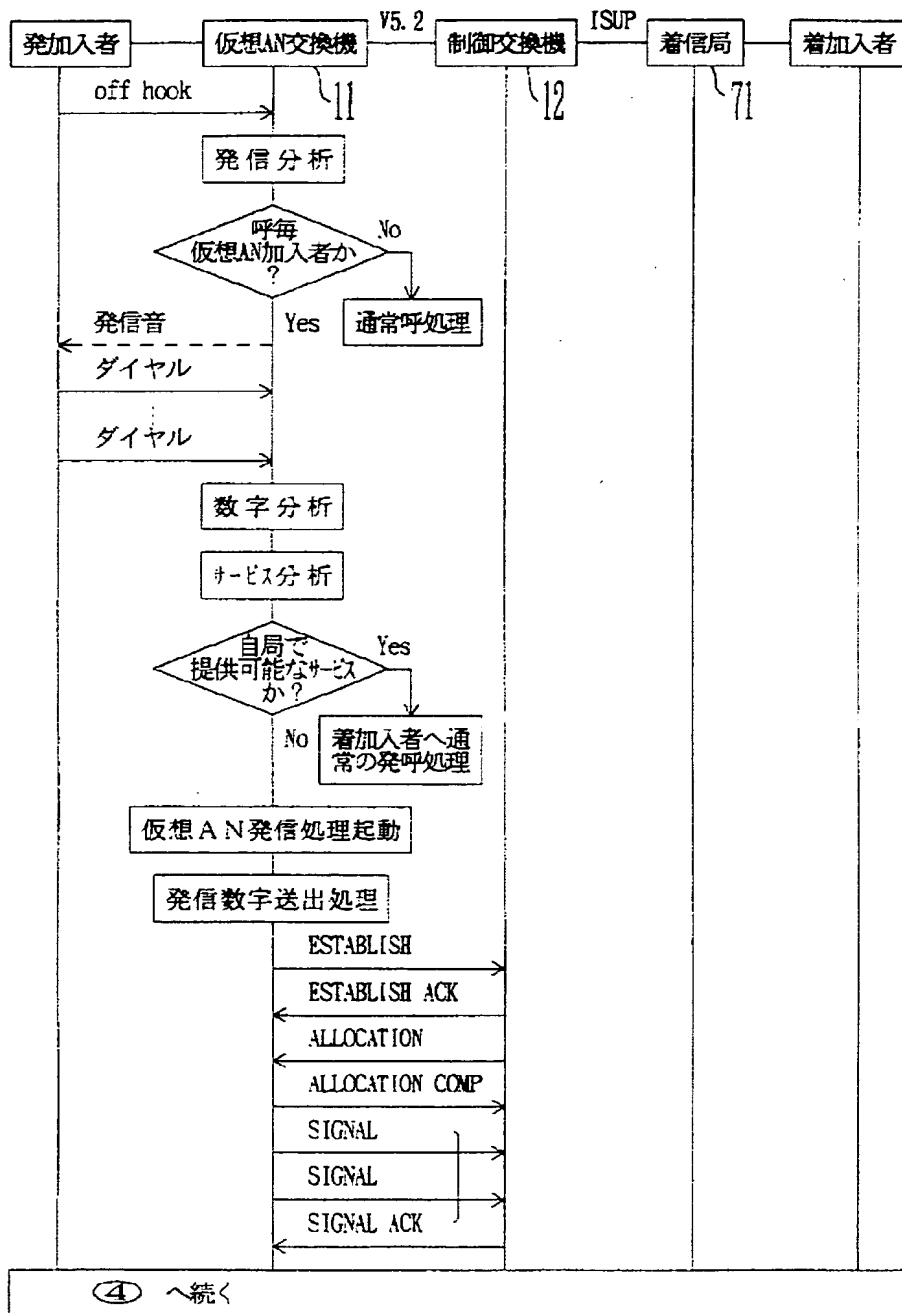 発加入者
仮想AN交換機
V5.2
制御交換機
ISUP
着信局
着加入者
11
12
71
off hook
発信分析
呼毎
仮想AN加入者か
?
No
Yes
通常呼処理
発信音
ダイヤル
ダイヤル
数字分析
サービス分析
自局で
提供可能なサービス
か?
Yes
No
着加入者へ通
常の発呼処理
仮想AN発信処理起動
発信数字送出処理
ESTABLISH
ESTABLISH ACK
ALLOCATION
ALLOCATION COMP
SIGNAL
SIGNAL
SIGNAL ACK
④ へ続く